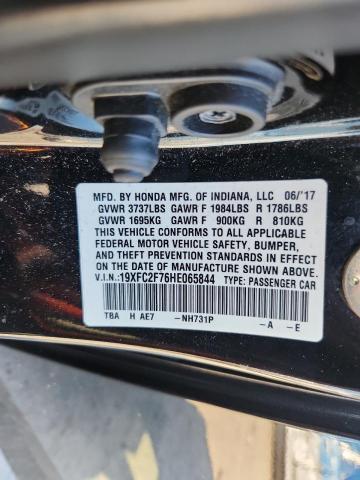 MFD. BY HONDA MFG. OF INDIANA, LLC 06/'17
GVWR 3737LBS GAWR F 1984LBS R 1786LBS
GVWR 1695KG GAWR F 900KG R 810KG
THIS VEHICLE CONFORMS TO ALL APPLICABLE
FEDERAL MOTOR VEHICLE SAFETY, BUMPER,
AND THEFT PREVENTION STANDARDS IN EFFECT
ON THE DATE OF MANUFACTURE SHOWN ABOVE.
V.I.N.:19XFC2F76HE065844 TYPE: PASSENGER CAR
TBA H AE7 -NH731P -A -E